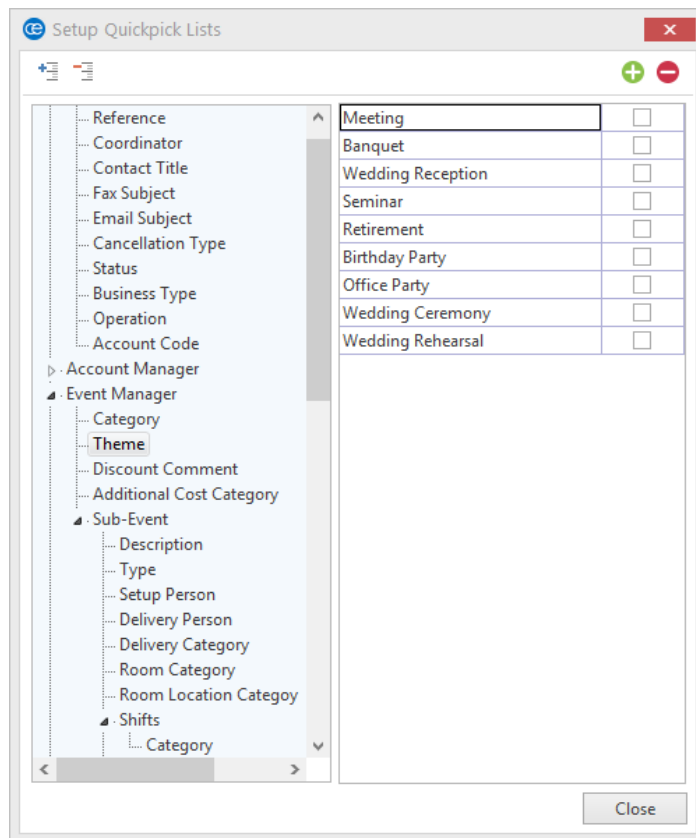 ce Setup Quickpick Lists
Reference
Coordinator
Contact Title
Fax Subject
Email Subject
Cancellation Type
Status
Business Type
Operation
Account Code
Account Manager
Event Manager
Category
Theme
Discount Comment
Additional Cost Category
Sub-Event
Description
Type
Setup Person
Delivery Person
Delivery Category
Room Category
Room Location Categoy
Shifts
Category
Meeting
Banquet
Wedding Reception
Seminar
Retirement
Birthday Party
Office Party
Wedding Ceremony
Wedding Rehearsal
Close